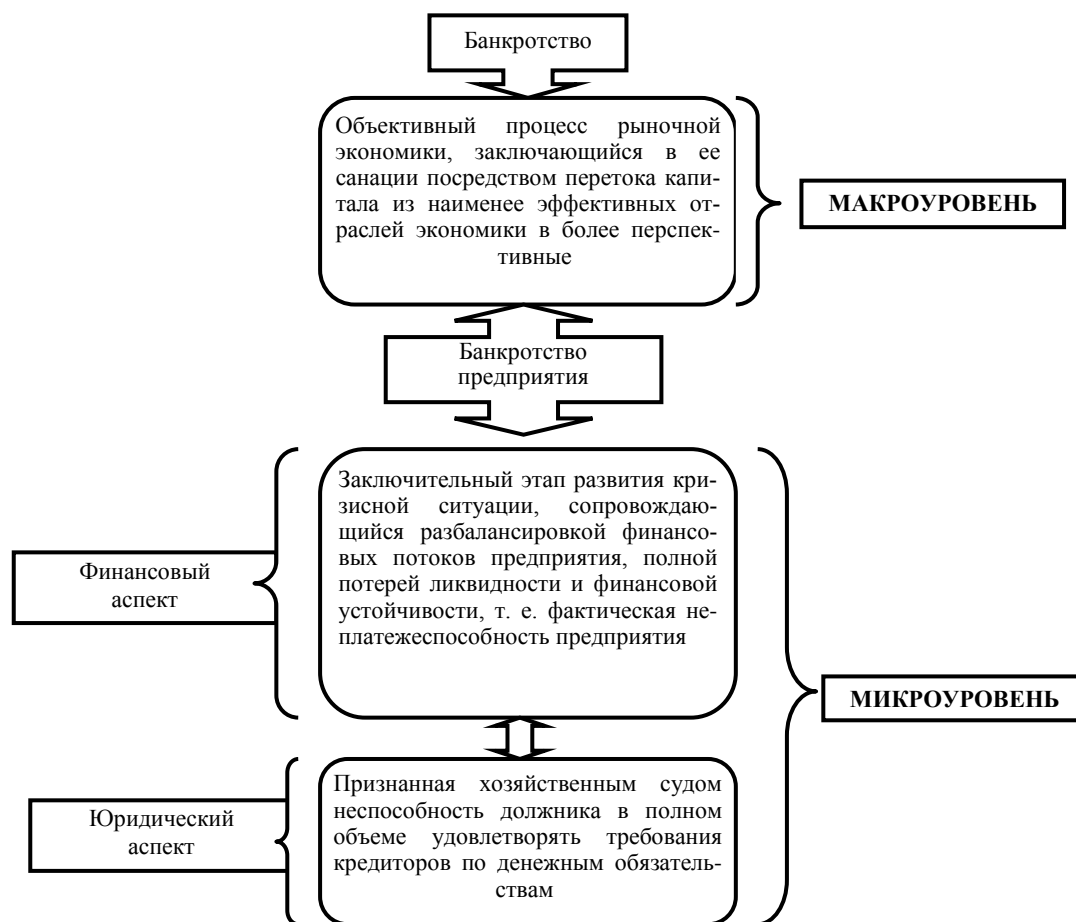 Банкротство
Объективный процесс рыночной
экономики, заключающийся в ее
санации посредством перетока капи-
тала из наименее эффективных от-
раслей экономики в более перспек-
тивные
МАКРОУРОВЕНЬ
Банкротство
предприятия
Заключительный этап развития кри-
зисной ситуации, сопровождаю-
щийся разбалансировкой финансо-
вых потоков предприятия, полной
потерей ликвидности и финансовой
устойчивости, т. е. фактическая не-
платежеспособность предприятия
Финансовый
аспект
МИКРОУРОВЕНЬ
Признанная хозяйственным судом
неспособность должника в полном
объеме удовлетворять требования
кредиторов по денежным обязатель-
ствам
Юридический
аспект